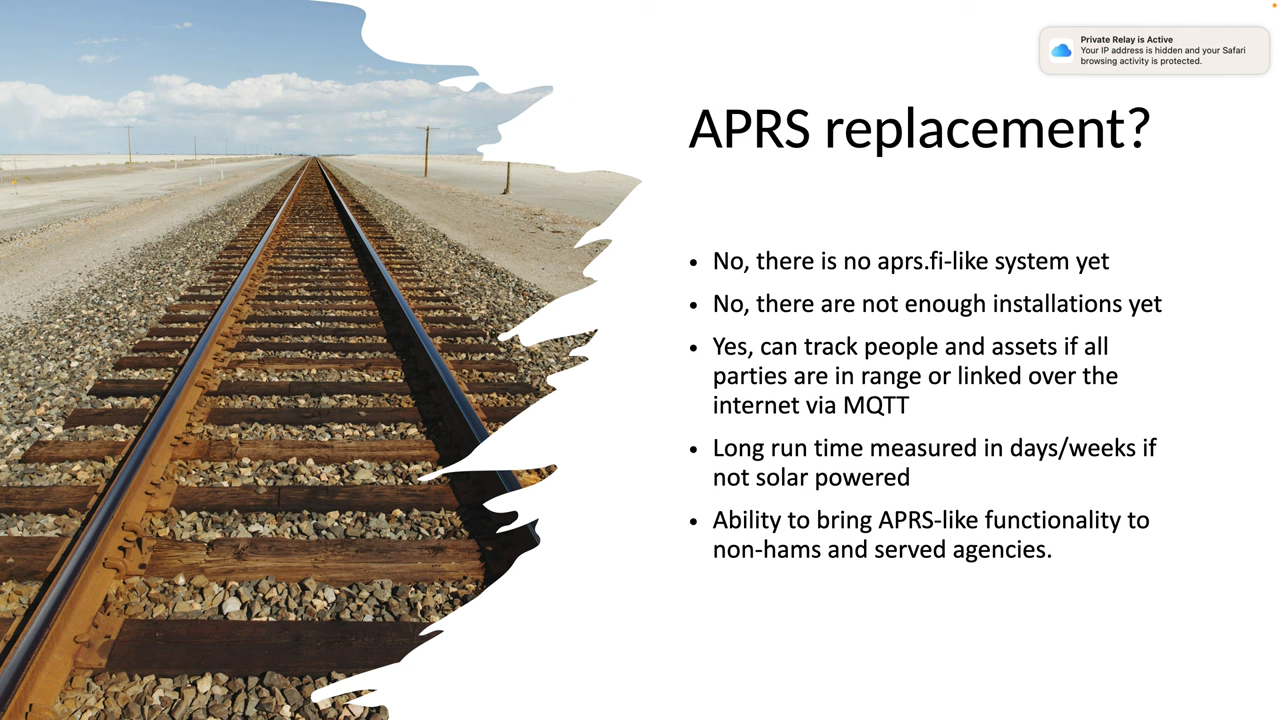 Private Relay is Active
Your IP address is hidden and your Safari
browsing activity is protected.
APRS replacement?
• No, there is no aprs.fi-like system yet
• No, there are not enough installations yet
• Yes, can track people and assets if all
parties are in range or linked over the
internet via MQTT
• Long run time measured in days/weeks if
not solar powered
• Ability to bring APRS-like functionality to
non-hams and served agencies.